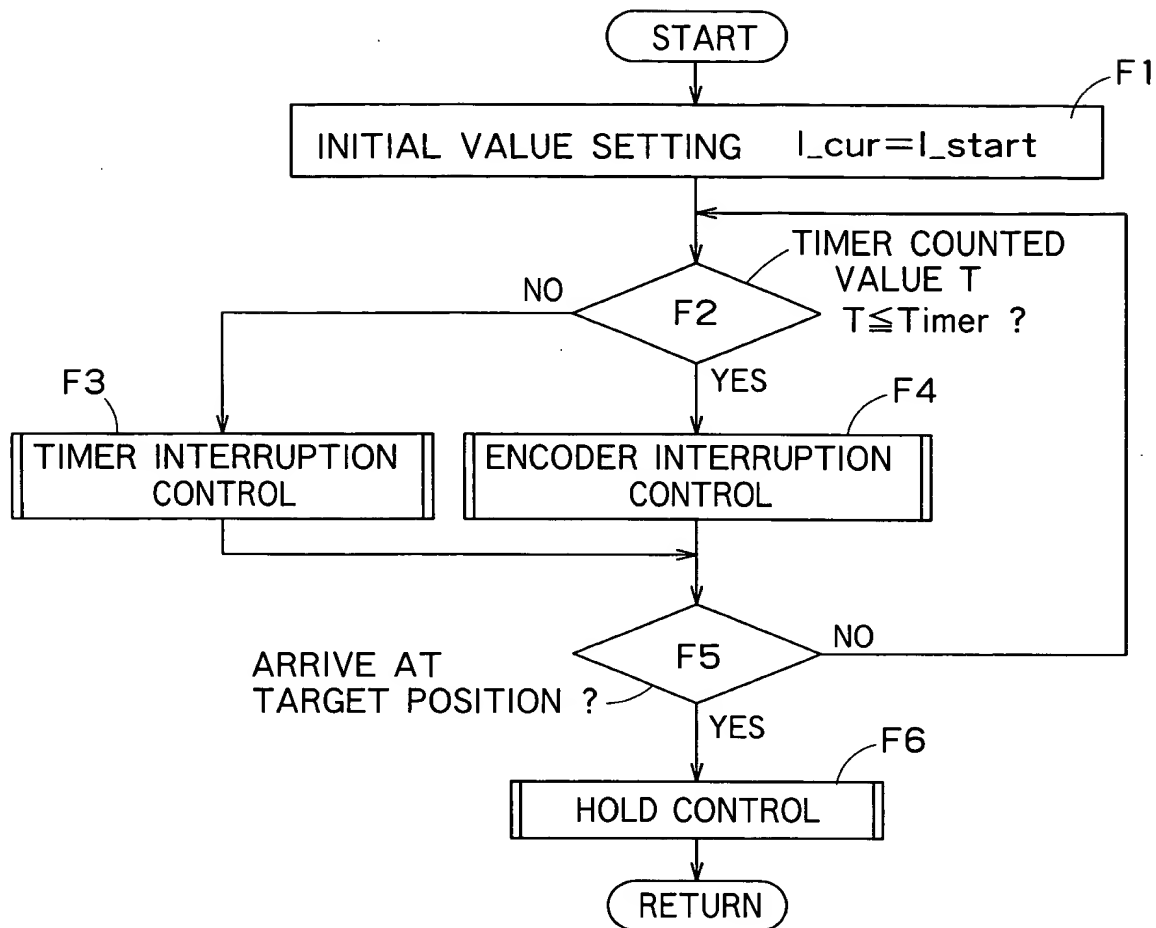 START
F1
INITIAL VALUE SETTING I_cur=I_start
TIMER COUNTED
VALUE T
T≦Timer ?
NO
F2
YES
F3
F4
TIMER INTERRUPTION
CONTROL
ENCODER INTERRUPTION
CONTROL
F5
NO
ARRIVE AT
TARGET POSITION ?
YES
F6
HOLD CONTROL
RETURN